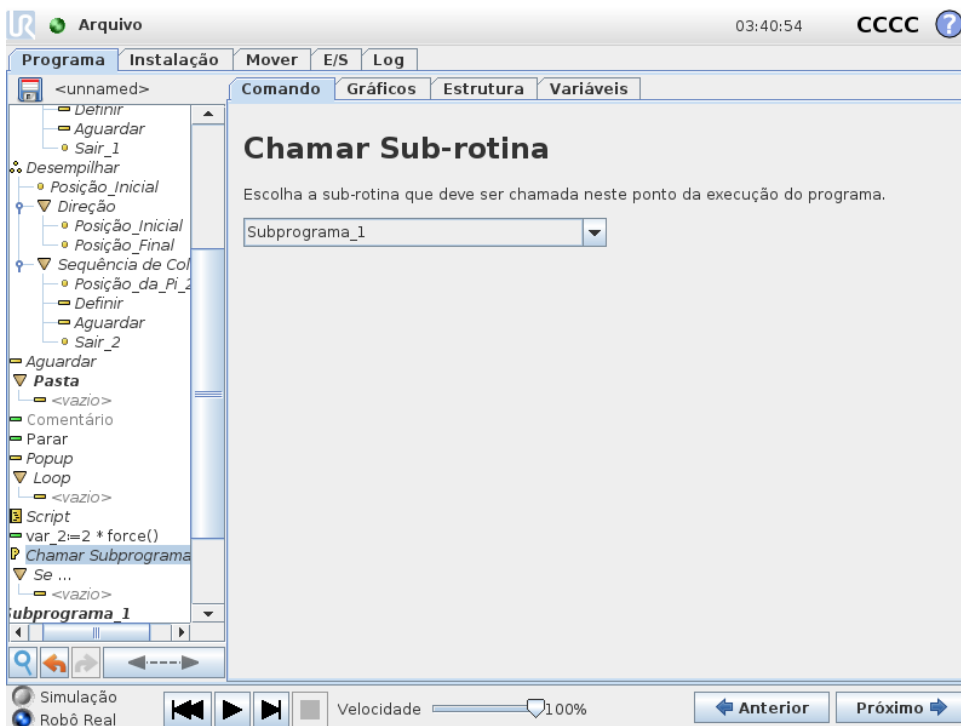 UR Arquivo 03:40:54 CCCC ?
Programa Instalação Mover E/S Log
<unnamed> Comando Gráficos Estrutura Variáveis
Definir
Aguardar
Sair_1
Desempilhar
Posição_Inicial
Direção
Posição_Inicial
Posição_Final
Sequência de Col
Posição_da_Pi_2
Definir
Aguardar
Sair_2
Aguardar
Pasta
<vazio>
Comentário
Parar
Popup
Loop
<vazio>
Script
var_2:=2 * force()
Chamar Subprograma
Se ...
<vazio>
Subprograma_1
Chamar Sub-rotina
Escolha a sub-rotina que deve ser chamada neste ponto da execução do programa.
Subprograma_1
Simulação
Robô Real
Velocidade 100%
Anterior Próximo